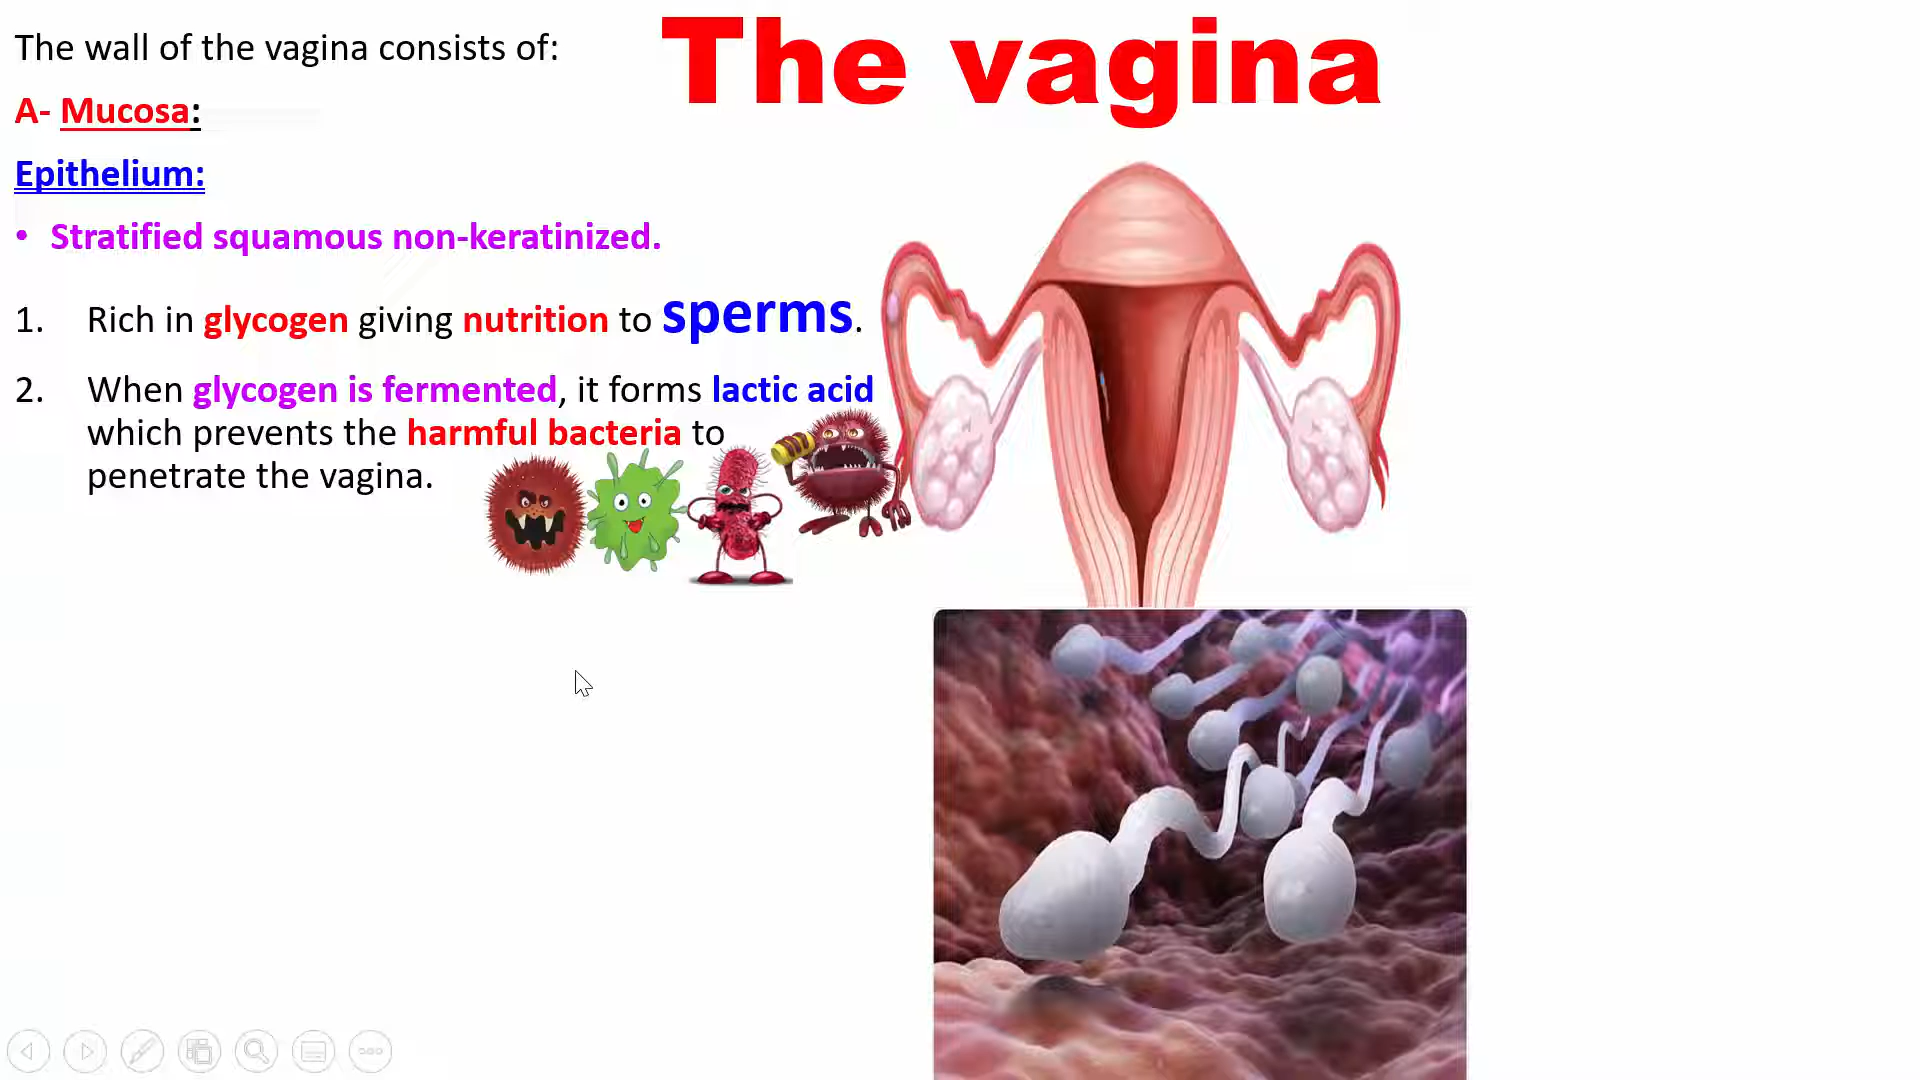 The vagina
The wall of the vagina consists of:
A- Mucosa:
Epithelium:
• Stratified squamous non-keratinized.
1. Rich in glycogen giving nutrition to sperms.
2. When glycogen is fermented, it forms lactic acid
which prevents the harmful bacteria to
penetrate the vagina.